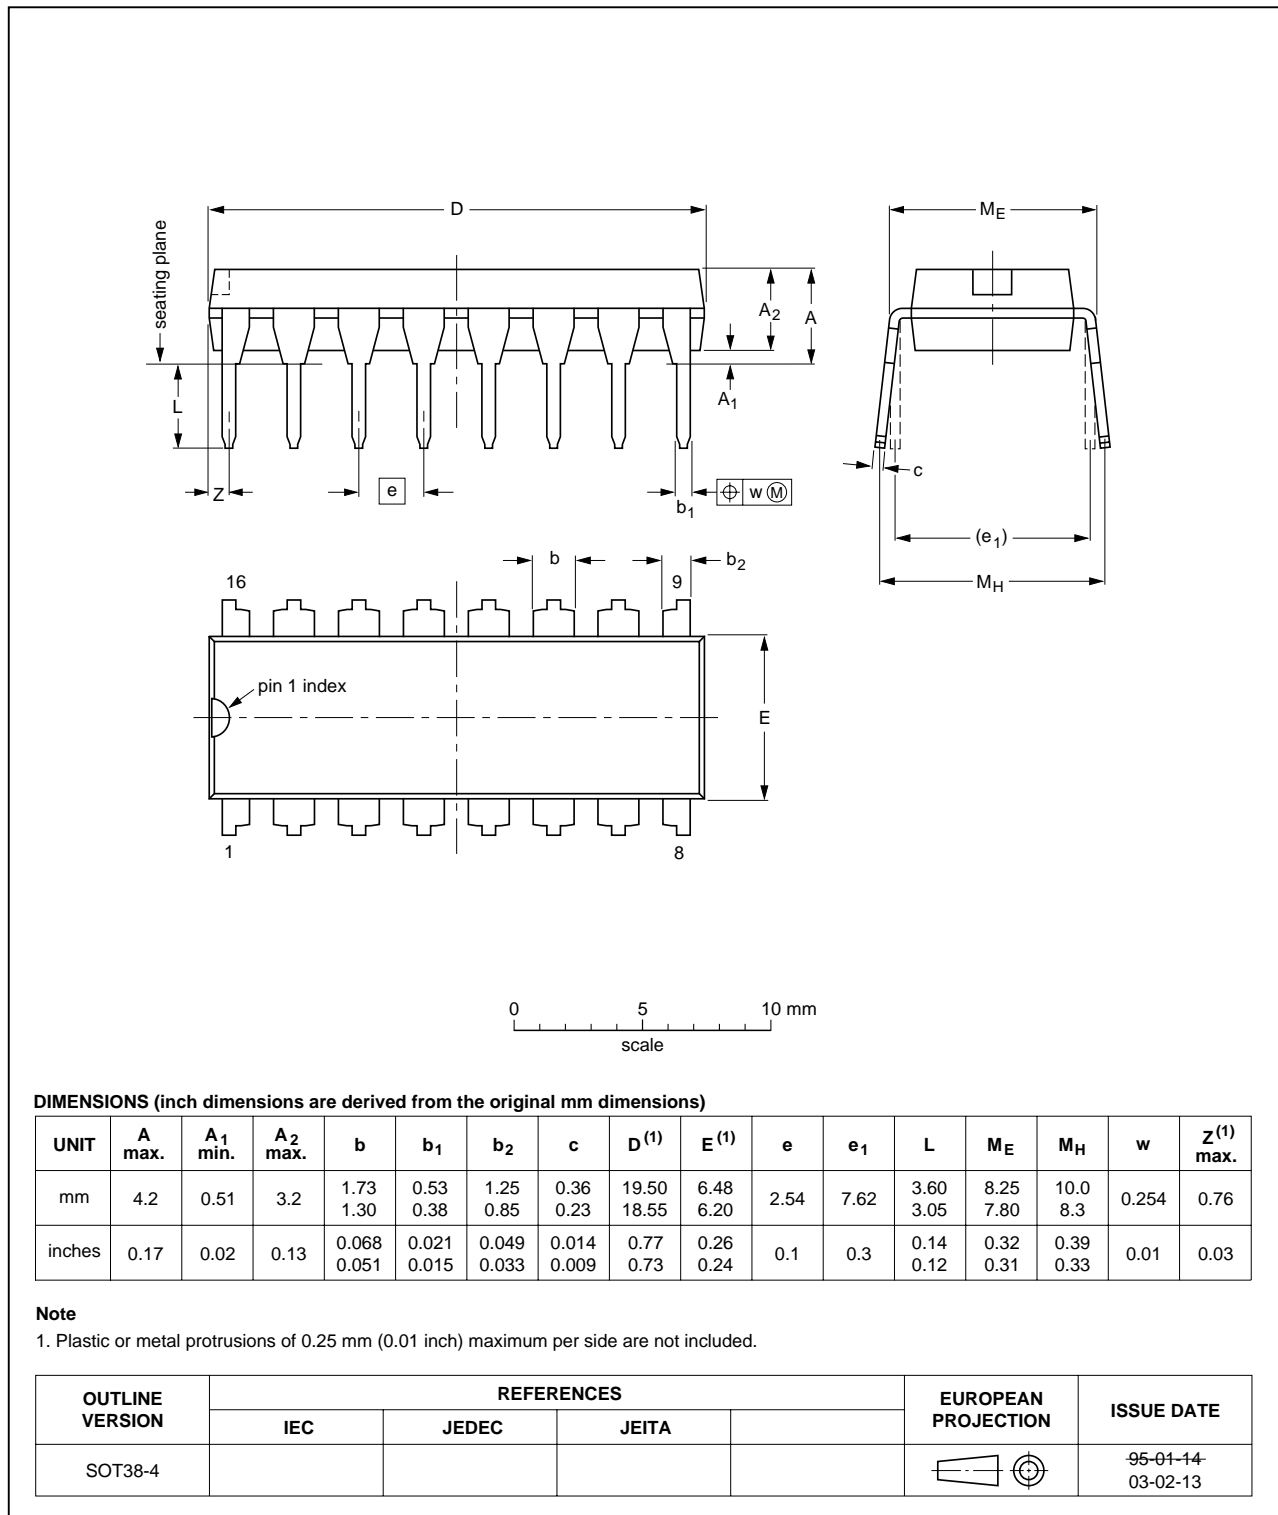 D
M_E
seating plane
A_2
A
A_1
L
Z
e
b_1
w M
c
(e_1)
M_H
b
b_2
16
9
pin 1 index
E
1
8
0 5 10 mm
scale
DIMENSIONS (inch dimensions are derived from the original mm dimensions)
UNIT A max. A1 min. A2 max. b b1 b2 c D(1) E(1) e e1 L ME MH w Z(1) max.
mm 4.2 0.51 3.2 1.73 1.30 0.53 0.38 1.25 0.85 0.36 0.23 19.50 18.55 6.48 6.20 2.54 7.62 3.60 3.05 8.25 7.80 10.0 8.3 0.254 0.76
inches 0.17 0.02 0.13 0.068 0.051 0.021 0.015 0.049 0.033 0.014 0.009 0.77 0.73 0.26 0.24 0.1 0.3 0.14 0.12 0.32 0.31 0.39 0.33 0.01 0.03
Note
1. Plastic or metal protrusions of 0.25 mm (0.01 inch) maximum per side are not included.
OUTLINE VERSION REFERENCES EUROPEAN PROJECTION ISSUE DATE
IEC JEDEC JEITA
SOT38-4
95-01-14
03-02-13